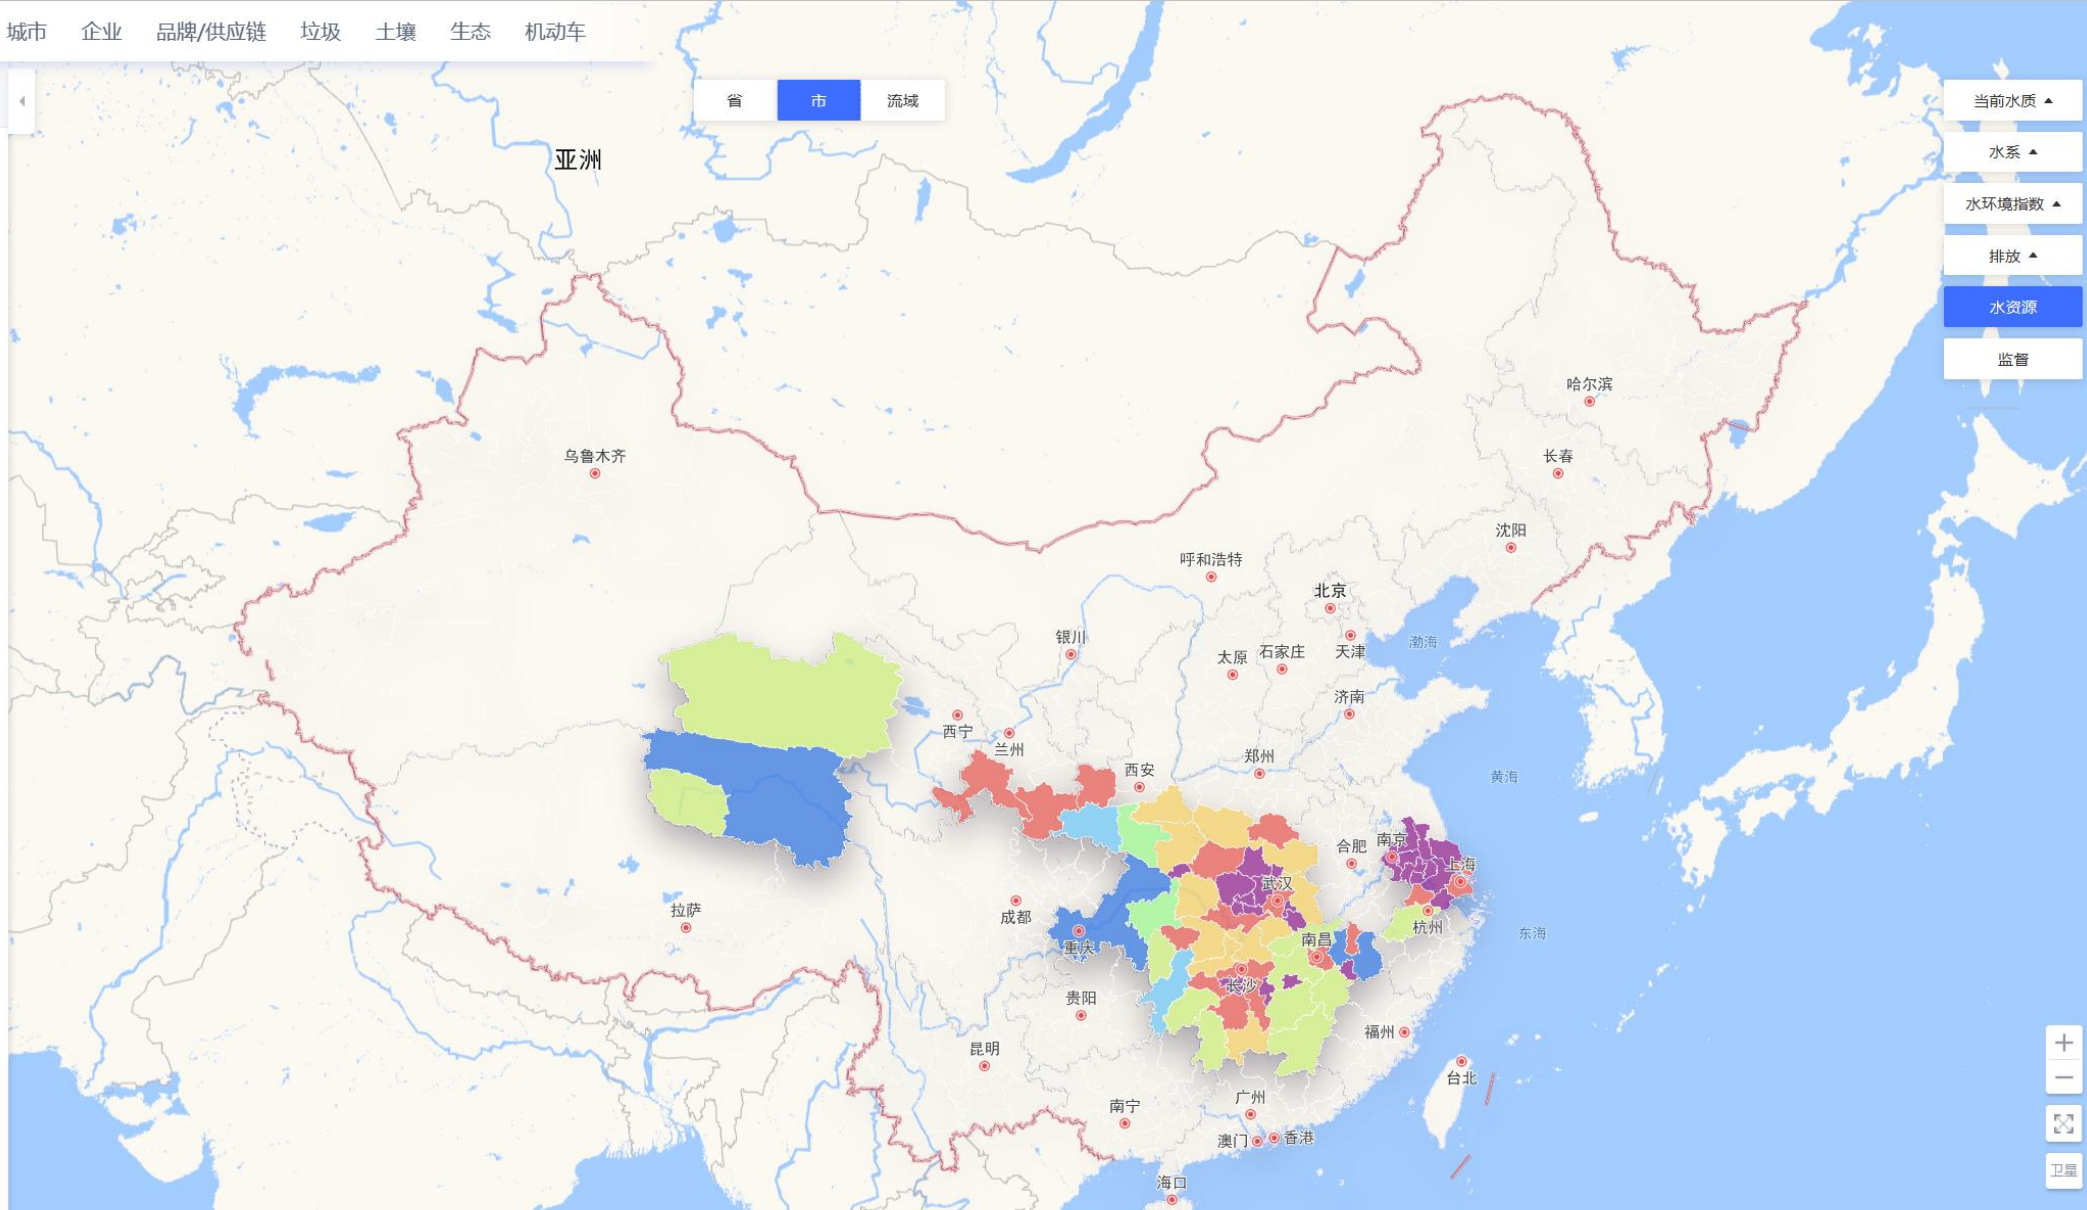 城市 企业 品牌/供应链 垃圾 土壤 生态 机动车
省 市 流域
当前水质
水系
水环境指数
排放
水资源
监督
亚洲
哈尔滨
乌鲁木齐
长春
沈阳
呼和浩特
北京
银川
渤海
太原
石家庄
天津
济南
西宁
兰州
郑州
西安
黄海
合肥
南京
上海
武汉
拉萨
成都
杭州
东海
重庆
南昌
长沙
贵阳
福州
昆明
台北
广州
南宁
澳门
香港
海口
卫星